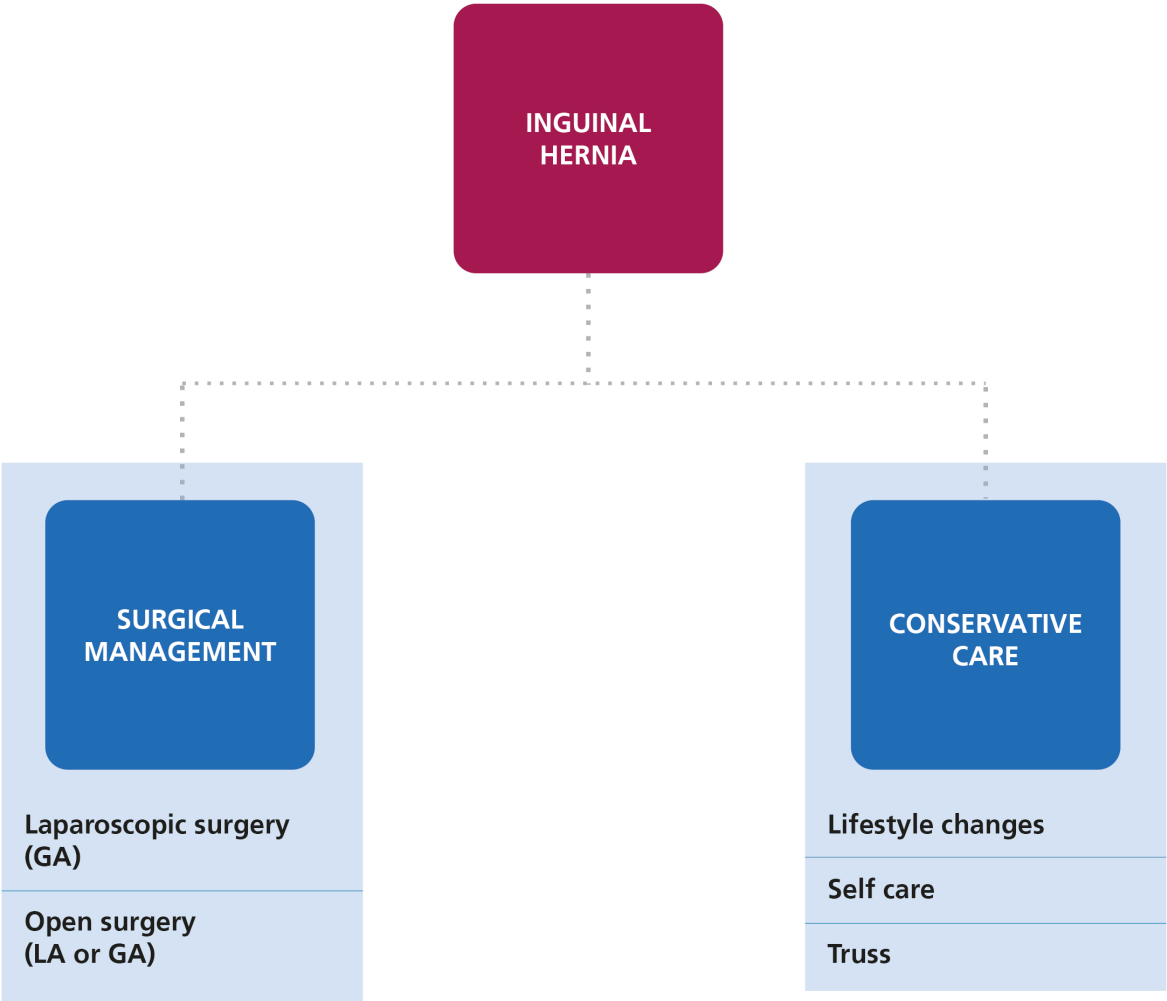 INGUINAL
HERNIA
SURGICAL
MANAGEMENT
Laparoscopic surgery
(GA)
Open surgery
(LA or GA)
CONSERVATIVE
CARE
Lifestyle changes
Self care
Truss